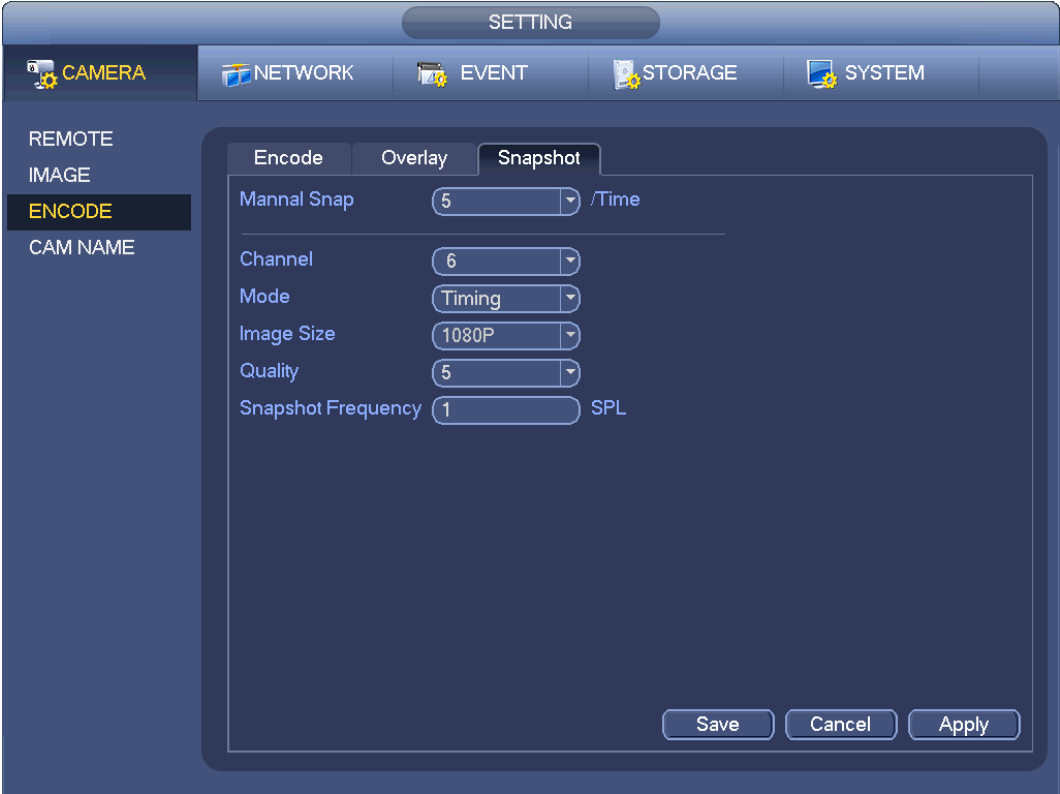 SETTING
CAMERA NETWORK EVENT STORAGE SYSTEM
REMOTE
IMAGE
ENCODE
CAM NAME
Encode Overlay Snapshot
Mannal Snap 5 /Time
Channel 6
Mode Timing
Image Size 1080P
Quality 5
Snapshot Frequency 1 SPL
Save Cancel Apply